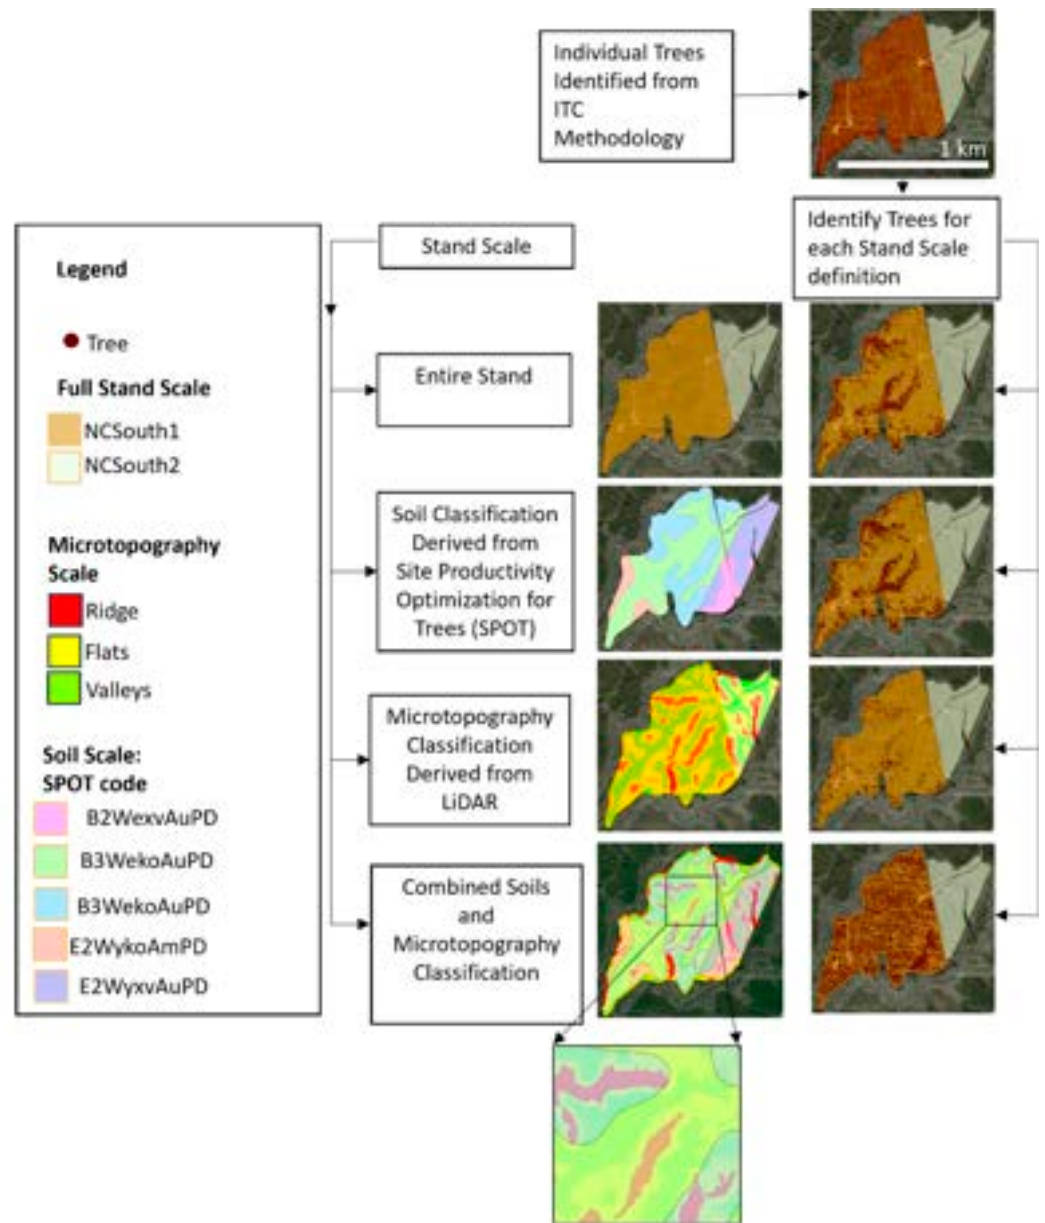 Individual Trees
Identified from
ITC
Methodology
1 km
Identify Trees for
each Stand Scale
definition
Stand Scale
Legend
Tree
Full Stand Scale
NCSouth1
NCSouth2
Microtopography
Scale
Ridge
Flats
Valleys
Soil Scale:
SPOT code
B2WexvAuPD
B3WekoAuPD
B3WekoAuPD
E2WykoAmPD
E2WyxvAuPD
Entire Stand
Soil Classification
Derived from
Site Productivity
Optimization for
Trees (SPOT)
Microtopography
Classification
Derived from
LiDAR
Combined Soils
and
Microtopography
Classification